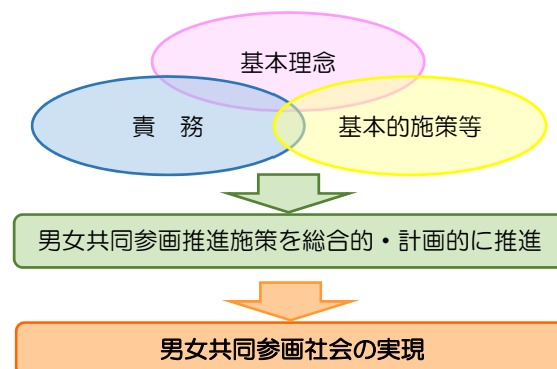 基本理念
責　務
基本的施策等
男女共同参画推進施策を総合的・計画的に推進
男女共同参画社会の実現